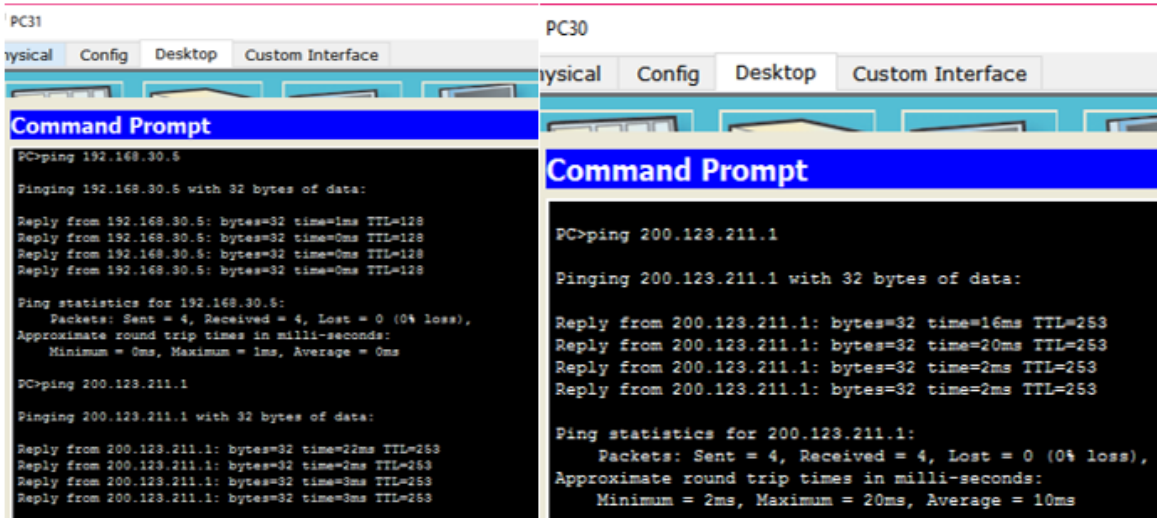 PC31
hysical Config Desktop Custom Interface
Command Prompt
PC>ping 192.168.30.5
Pinging 192.168.30.5 with 32 bytes of data:
Reply from 192.168.30.5: bytes=32 time=1ms TTL=128
Reply from 192.168.30.5: bytes=32 time=0ms TTL=128
Reply from 192.168.30.5: bytes=32 time=0ms TTL=128
Reply from 192.168.30.5: bytes=32 time=0ms TTL=128
Ping statistics for 192.168.30.5:
Packets: Sent = 4, Received = 4, Lost = 0 (0% loss),
Approximate round trip times in milli-seconds:
Minimum = 0ms, Maximum = 1ms, Average = 0ms
PC>ping 200.123.211.1
Pinging 200.123.211.1 with 32 bytes of data:
Reply from 200.123.211.1: bytes=32 time=22ms TTL=253
Reply from 200.123.211.1: bytes=32 time=2ms TTL=253
Reply from 200.123.211.1: bytes=32 time=3ms TTL=253
Reply from 200.123.211.1: bytes=32 time=3ms TTL=253
PC30
hysical Config Desktop Custom Interface
Command Prompt
PC>ping 200.123.211.1
Pinging 200.123.211.1 with 32 bytes of data:
Reply from 200.123.211.1: bytes=32 time=16ms TTL=253
Reply from 200.123.211.1: bytes=32 time=20ms TTL=253
Reply from 200.123.211.1: bytes=32 time=2ms TTL=253
Reply from 200.123.211.1: bytes=32 time=2ms TTL=253
Ping statistics for 200.123.211.1:
Packets: Sent = 4, Received = 4, Lost = 0 (0% loss),
Approximate round trip times in milli-seconds:
Minimum = 2ms, Maximum = 20ms, Average = 10ms